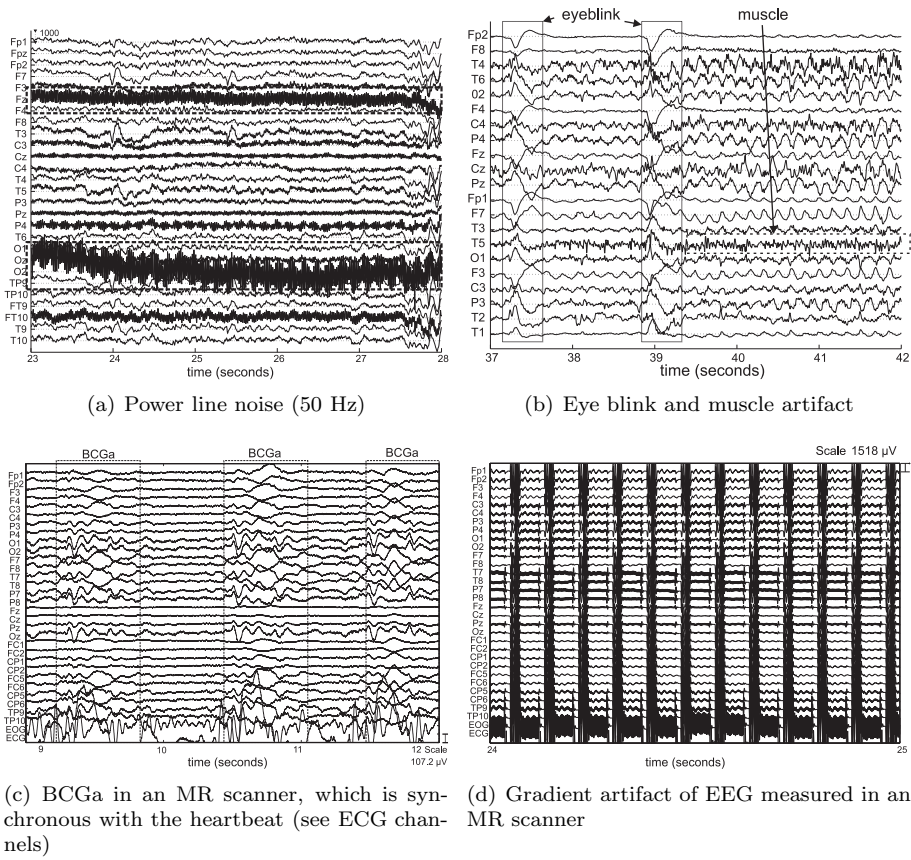 1000
Fp1
Fpz
Fp2
F7
F3
Fz
F4
F8
T3
C3
Cz
C4
T4
T5
P3
Pz
P4
T6
O1
Oz
O2
TP9
TP10
FT9
FT10
T9
T10
23 24 25 26 27 28
time (seconds)
(a) Power line noise (50 Hz)
eyeblink muscle
Fp2
F8
T4
T6
02
F4
C4
P4
Fz
Cz
Pz
Fp1
F7
T3
T5
O1
F3
C3
P3
T2
T1
37 38 39 40 41 42
time (seconds)
(b) Eye blink and muscle artifact
BCGa BCGa BCGa
Fp1
Fp2
F3
F4
C3
C4
P3
P4
O1
O2
F7
F8
T7
T8
P7
P8
Fz
Cz
Pz
Oz
FC1
FC2
CP1
CP2
FC5
FC6
CP5
CP6
TP9
TP10
EOG
ECG
9 10 11 12 Scale
time (seconds) 107.2 µV
(c) BCGa in an MR scanner, which is syn-
chronous with the heartbeat (see ECG chan-
nels)
Scale 1518 µV
Fp1
Fp2
F3
F4
C3
C4
P3
P4
O1
O2
F7
F8
T7
T8
P7
P8
Fz
Cz
Pz
Oz
FC1
FC2
CP1
CP2
FC5
FC6
CP5
CP6
TP9
TP10
EOG
ECG
24 25
time (seconds)
(d) Gradient artifact of EEG measured in an
MR scanner